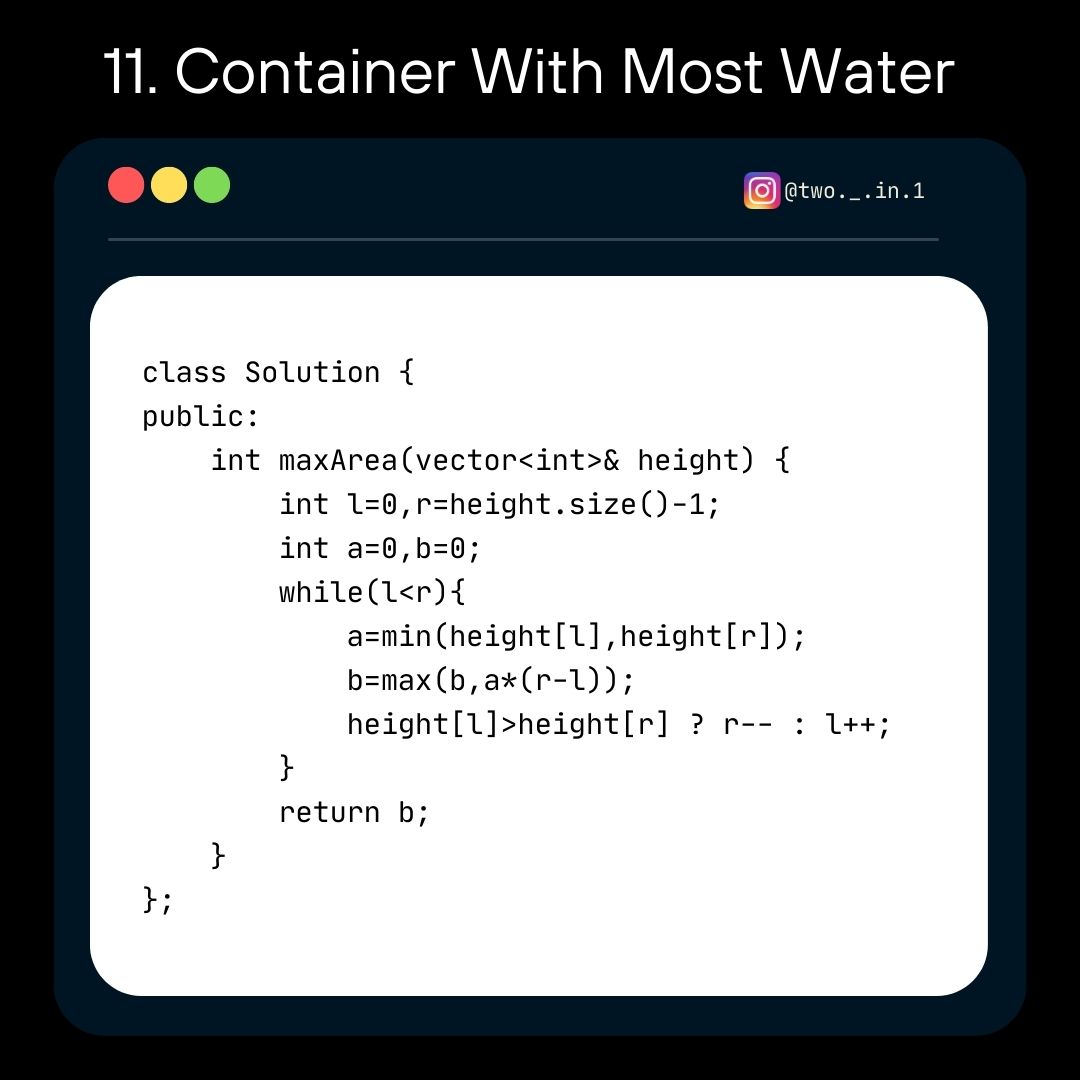 11. Container With Most Water
@two._.in.1
class Solution {
public:
    int maxArea(vector<int>& height) {
        int l=0,r=height.size()-1;
        int a=0,b=0;
        while(l<r){
            a=min(height[l],height[r]);
            b=max(b,a*(r-l));
            height[l]>height[r] ? r-- : l++;
        }
        return b;
    }
};